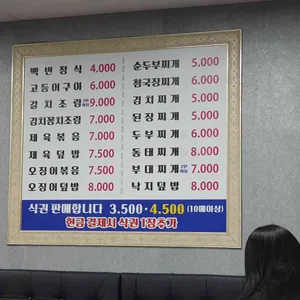 백반정식 4.000
고등어구이 6.000
갈치조림 9.000
김치꽁치찌개 7.000
제육볶음 7.000
제육덮밥 7.500
오징어볶음 7.500
오징어덮밥 8.000
순두부찌개 5.000
청국장찌개 6.000
김치찌개 5.000
된장찌개 5.000
두부찌개 6.000
동태찌개 8.000
부대찌개 7.000
낙지덮밥 8.000
식권 판매합니다 3.500 · 4.500 (10매이상)
현금 결제시 식권 1장추가